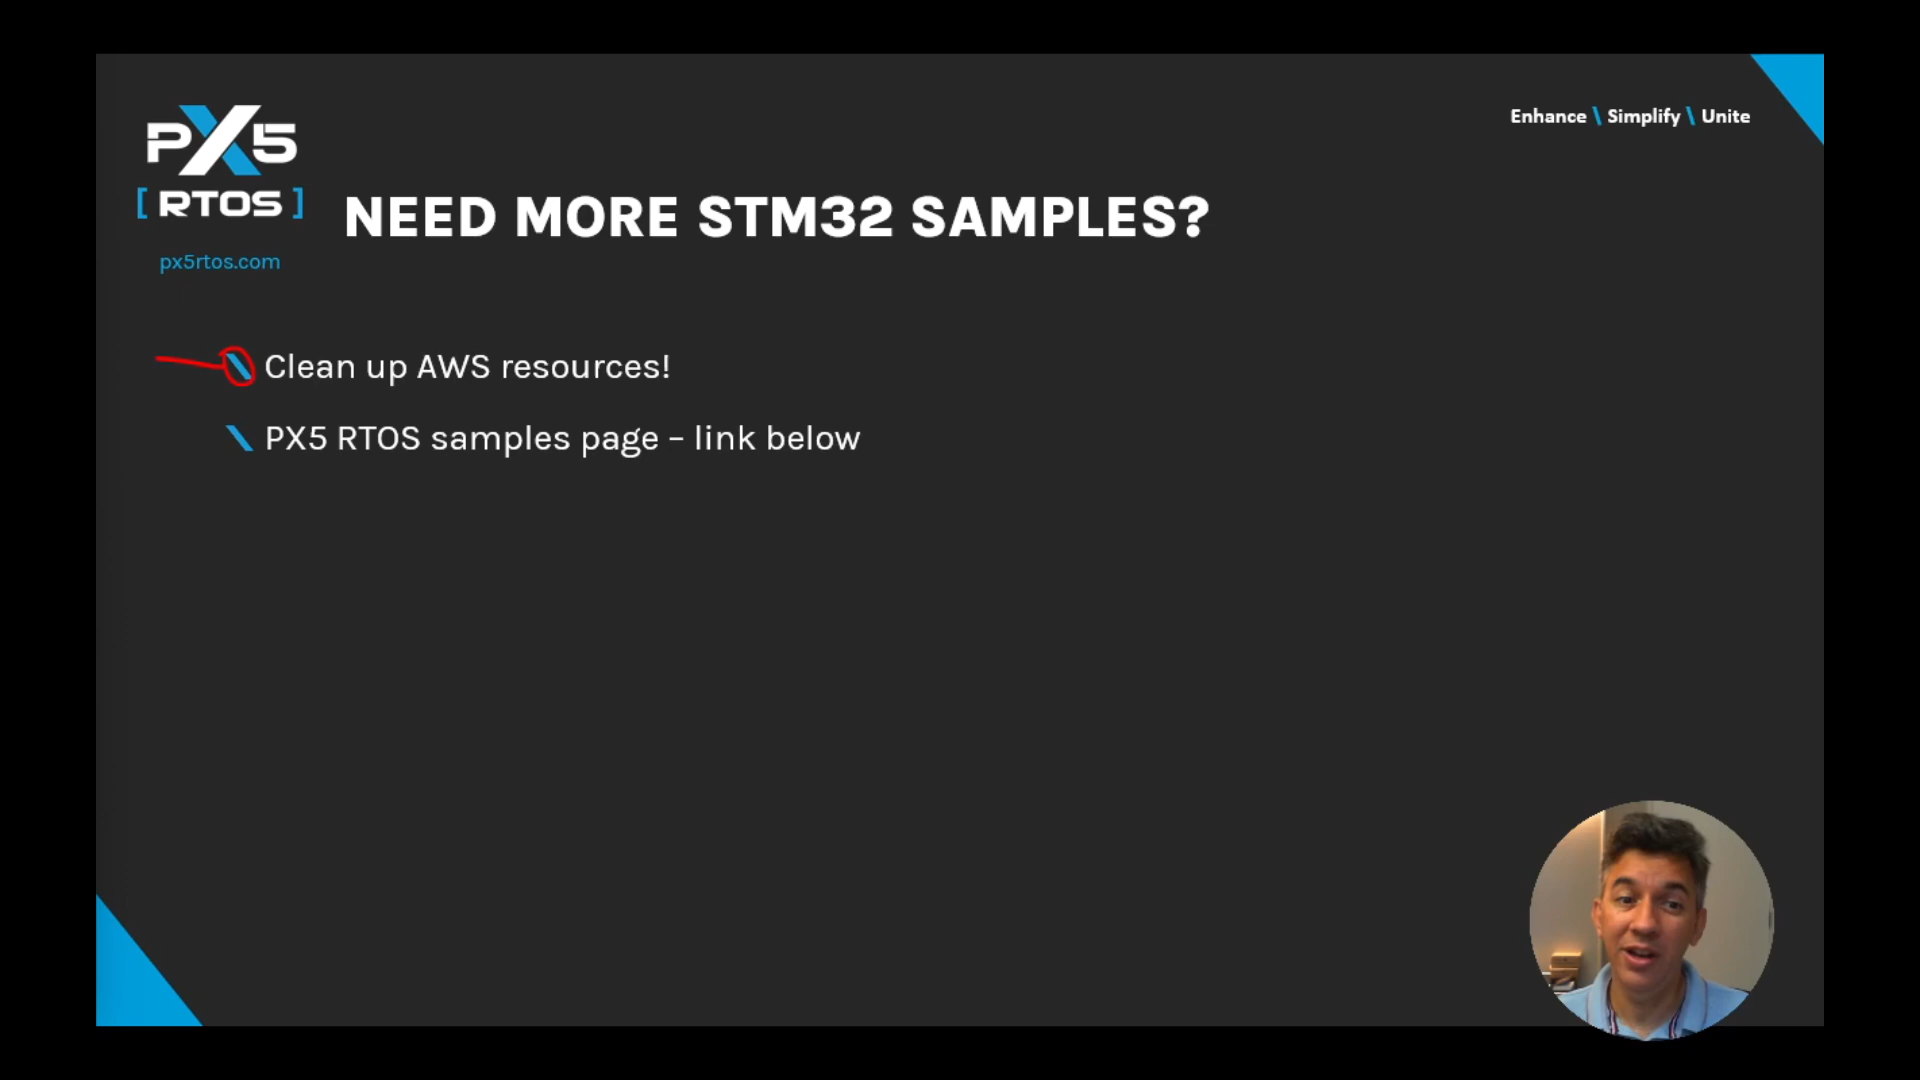 PX5
[ RTOS ]
px5rtos.com
Enhance \ Simplify \ Unite
NEED MORE STM32 SAMPLES?
Clean up AWS resources!
PX5 RTOS samples page – link below